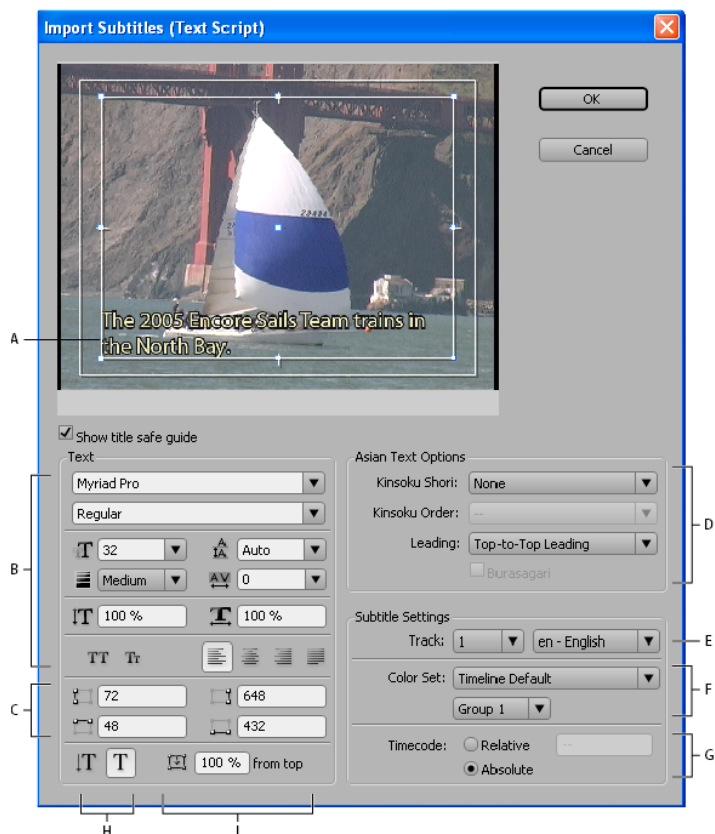 Import Subtitles (Text Script)
OK
Cancel
The 2005 Encore Sails Team trains in
the North Bay.
A
Show title safe guide
Text
Myriad Pro
Regular
32
Auto
Medium
0
100 %
100 %
TT Tr
72
648
48
432
T
100 % from top
B
C
H
I
Asian Text Options
Kinsoku Shori: None
Kinsoku Order: --
Leading: Top-to-Top Leading
Burasagari
D
Subtitle Settings
Track: 1 en - English
E
Color Set: Timeline Default
Group 1
F
Timecode: Relative --
Absolute
G